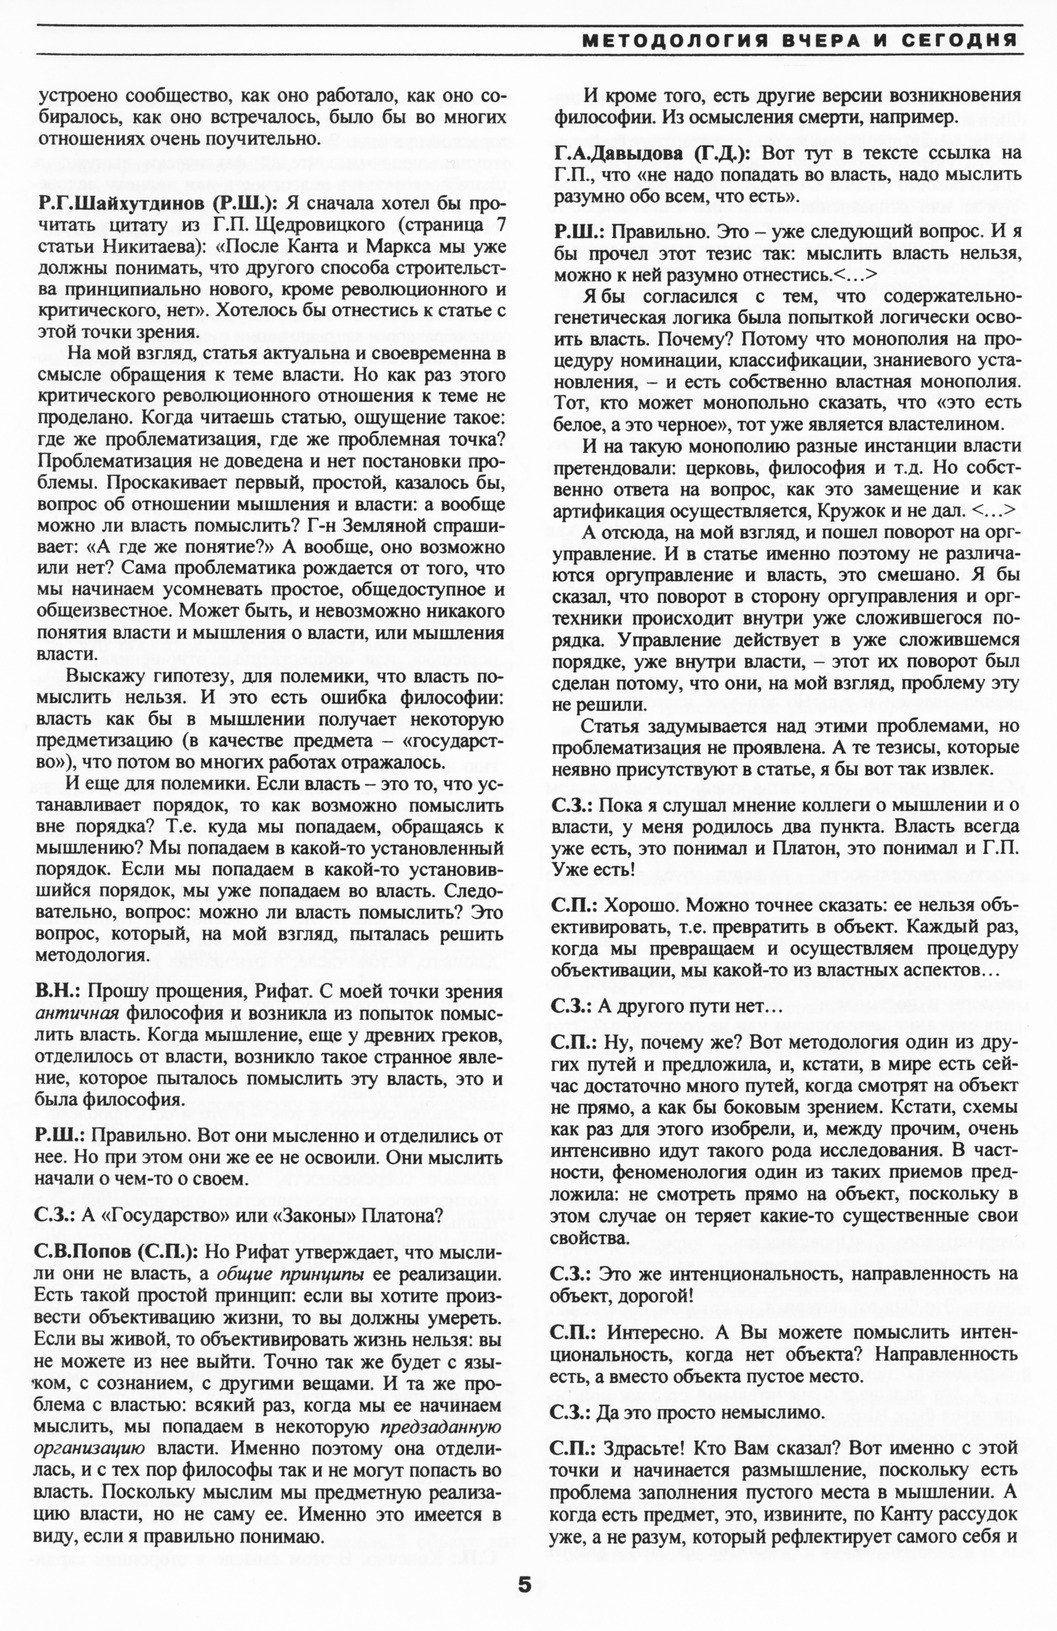 МЕТОДОЛОГИЯ ВЧЕРА И СЕГОДНЯ
устроено сообщество, как оно работало, как оно со-
биралось, как оно встречалось, было бы во многих
отношениях очень поучительно.
Р.Г.Шайхутдинов (Р.Ш.): Я сначала хотел бы про-
читать цитату из Г.П. Щедровицкого (страница 7
статьи Никитаева): «После Канта и Маркса мы уже
должны понимать, что другого способа строительст-
ва принципиально нового, кроме революционного и
критического, нет». Хотелось бы отнестись к статье с
этой точки зрения.
На мой взгляд, статья актуальна и своевременна в
смысле обращения к теме власти. Но как раз этого
критического революционного отношения к теме не
проделано. Когда читаешь статью, ощущение такое:
где же проблематизация, где же проблемная точка?
Проблематизация не доведена и нет постановки про-
блемы. Проскакивает первый, простой, казалось бы,
вопрос об отношении мышления и власти: а вообще
можно ли власть помыслить? Г-н Земляной спраши-
вает: «А где же понятие?» А вообще, оно возможно
или нет? Сама проблематика рождается от того, что
мы начинаем усомневать простое, общедоступное и
общеизвестное. Может быть, и невозможно никакого
понятия власти и мышления о власти, или мышления
власти.
Выскажу гипотезу, для полемики, что власть по-
мыслить нельзя. И это есть ошибка философии:
власть как бы в мышлении получает некоторую
предметизацию (в качестве предмета – «государст-
во»), что потом во многих работах отражалось.
И еще для полемики. Если власть – это то, что ус-
танавливает порядок, то как возможно помыслить
вне порядка? Т.е. куда мы попадаем, обращаясь к
мышлению? Мы попадаем в какой-то установленный
порядок. Если мы попадаем в какой-то установив-
шийся порядок, мы уже попадаем во власть. Следо-
вательно, вопрос: можно ли власть помыслить? Это
вопрос, который, на мой взгляд, пыталась решить
методология.
В.Н.: Прошу прощения, Рифат. С моей точки зрения
античная философия и возникла из попыток помыс-
лить власть. Когда мышление, еще у древних греков,
отделилось от власти, возникло такое странное явле-
ние, которое пыталось помыслить эту власть, это и
была философия.
Р.Ш.: Правильно. Вот они мысленно и отделились от
нее. Но при этом они же ее не освоили. Они мыслить
начали о чем-то о своем.
С.З.: А «Государство» или «Законы» Платона?
С.В.Попов (С.П.): Но Рифат утверждает, что мысли-
ли они не власть, а общие принципы ее реализации.
Есть такой простой принцип: если вы хотите произ-
вести объективацию жизни, то вы должны умереть.
Если вы живой, то объективировать жизнь нельзя: вы
не можете из нее выйти. Точно так же будет с язы-
ком, с сознанием, с другими вещами. И та же про-
блема с властью: всякий раз, когда мы ее начинаем
мыслить, мы попадаем в некоторую предзаданную
организацию власти. Именно поэтому она отдели-
лась, и с тех пор философы так и не могут попасть во
власть. Поскольку мыслим мы предметную реализа-
цию власти, но не саму ее. Именно это имеется в
виду, если я правильно понимаю.
И кроме того, есть другие версии возникновения
философии. Из осмысления смерти, например.
Г.А.Давыдова (Г.Д.): Вот тут в тексте ссылка на
Г.П., что «не надо попадать во власть, надо мыслить
разумно обо всем, что есть».
Р.Ш.: Правильно. Это – уже следующий вопрос. И я
бы прочел этот тезис так: мыслить власть нельзя,
можно к ней разумно отнестись.<…>
Я бы согласился с тем, что содержательно-
генетическая логика была попыткой логически осво-
ить власть. Почему? Потому что монополия на про-
цедуру номинации, классификации, знаниевого уста-
новления, – и есть собственно властная монополия.
Тот, кто может монопольно сказать, что «это есть
белое, а это черное», тот уже является властелином.
И на такую монополию разные инстанции власти
претендовали: церковь, философия и т.д. Но собст-
венно ответа на вопрос, как это замещение и как
артификация осуществляется, Кружок и не дал. <…>
А отсюда, на мой взгляд, и пошел поворот на орг-
управление. И в статье именно поэтому не различа-
ются оргуправление и власть, это смешано. Я бы
сказал, что поворот в сторону оргуправления и орг-
техники происходит внутри уже сложившегося по-
рядка. Управление действует в уже сложившемся
порядке, уже внутри власти, – этот их поворот был
сделан потому, что они, на мой взгляд, проблему эту
не решили.
Статья задумывается над этими проблемами, но
проблематизация не проявлена. А те тезисы, которые
неявно присутствуют в статье, я бы вот так извлек.
С.З.: Пока я слушал мнение коллеги о мышлении и о
власти, у меня родилось два пункта. Власть всегда
уже есть, это понимал и Платон, это понимал и Г.П.
Уже есть!
С.П.: Хорошо. Можно точнее сказать: ее нельзя объ-
ективировать, т.е. превратить в объект. Каждый раз,
когда мы превращаем и осуществляем процедуру
объективации, мы какой-то из властных аспектов…
С.З.: А другого пути нет…
С.П.: Ну, почему же? Вот методология один из дру-
гих путей и предложила, и, кстати, в мире есть сей-
час достаточно много путей, когда смотрят на объект
не прямо, а как бы боковым зрением. Кстати, схемы
как раз для этого изобрели, и, между прочим, очень
интенсивно идут такого рода исследования. В част-
ности, феноменология один из таких приемов пред-
ложила: не смотреть прямо на объект, поскольку в
этом случае он теряет какие-то существенные свои
свойства.
С.З.: Это же интенциональность, направленность на
объект, дорогой!
С.П.: Интересно. А Вы можете помыслить интен-
циональность, когда нет объекта? Направленность
есть, а вместо объекта пустое место.
С.З.: Да это просто немыслимо.
С.П.: Здрасьте! Кто Вам сказал? Вот именно с этой
точки и начинается размышление, поскольку есть
проблема заполнения пустого места в мышлении. А
когда есть предмет, это, извините, по Канту рассудок
уже, а не разум, который рефлектирует самого себя и
5